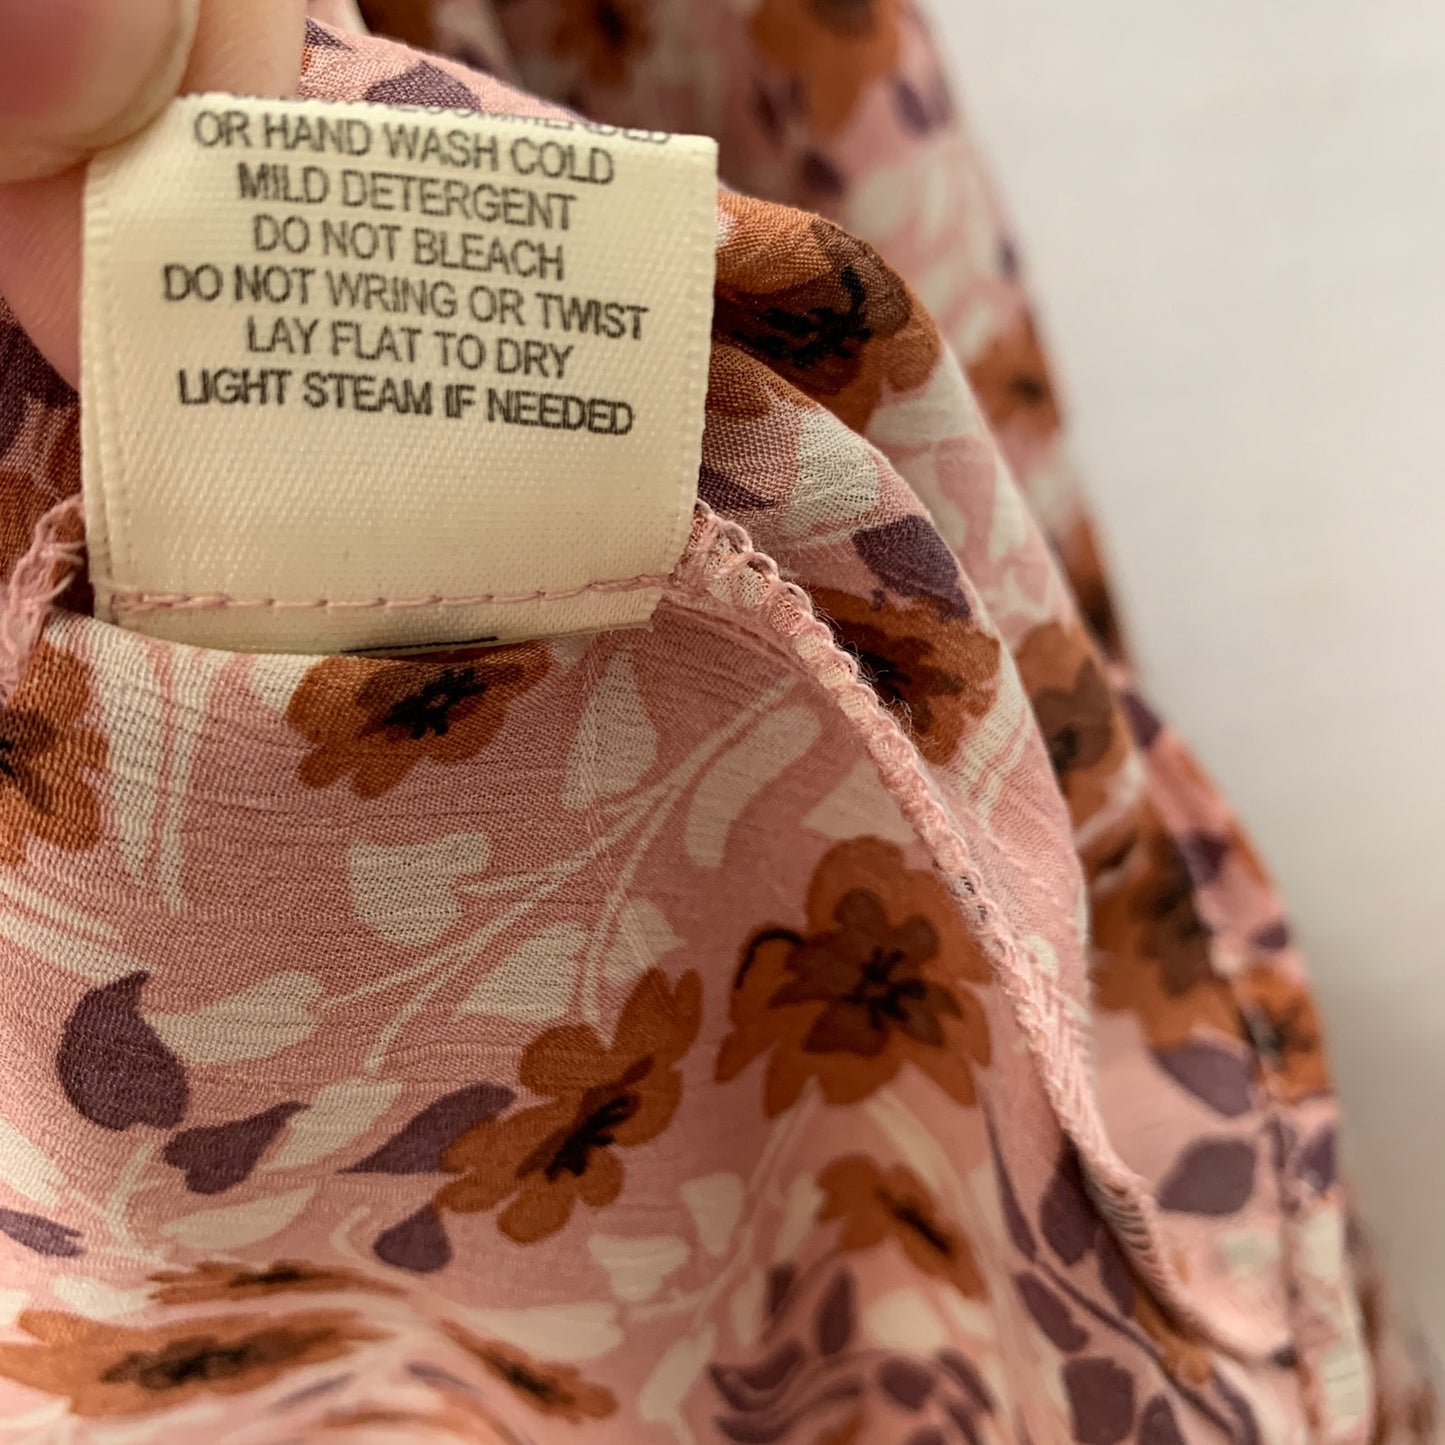 RECOMMENDED
OR HAND WASH COLD
MILD DETERGENT
DO NOT BLEACH
DO NOT WRING OR TWIST
LAY FLAT TO DRY
LIGHT STEAM IF NEEDED